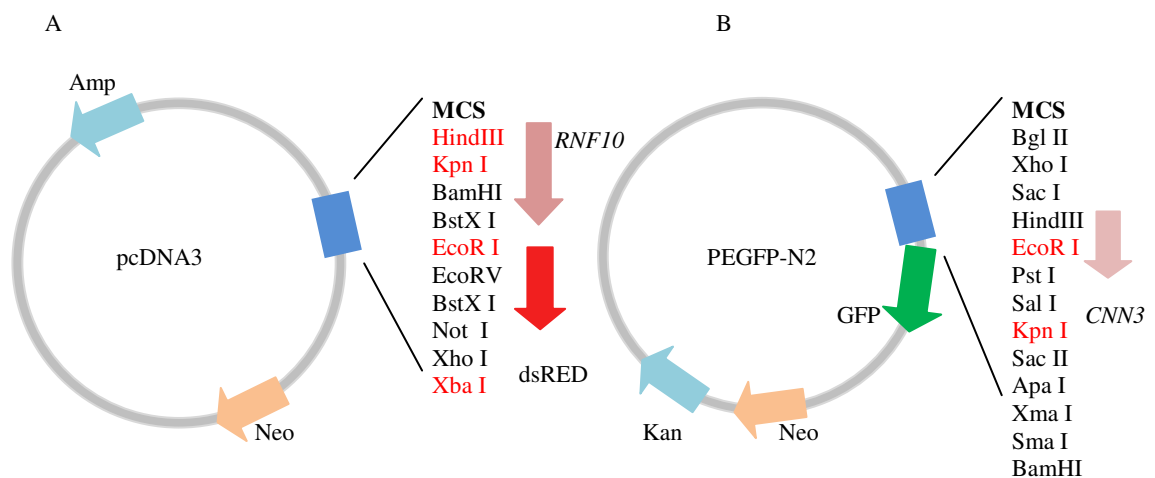 A
Amp
pcDNA3
Neo
MCS
HindIII
Kpn I
BamHI
BstX I
EcoR I
EcoRV
BstX I
Not I
Xho I
Xba I
RNF10
dsRED
B
PEGFP-N2
GFP
Kan
Neo
MCS
Bgl II
Xho I
Sac I
HindIII
EcoR I
Pst I
Sal I
Kpn I
Sac II
Apa I
Xma I
Sma I
BamHI
CNN3